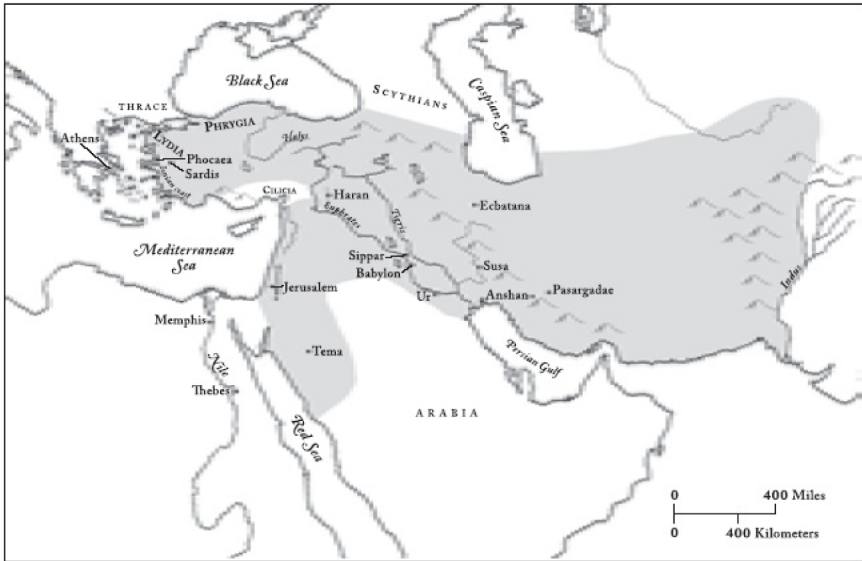 Black Sea
SCYTHIANS
Caspian Sea
THRACE
PHRYGIA
Halys
Athens
LYDIA
Phocaea
Sardis
Ionian coast
CILICIA
Haran
Ecbatana
Euphrates
Tigris
Mediterranean
Sea
Sippar
Babylon
Susa
Indus
Jerusalem
Ur
Anshan
Pasargadae
Memphis
Tema
Persian Gulf
Nile
Thebes
Red Sea
ARABIA
0 400 Miles
0 400 Kilometers